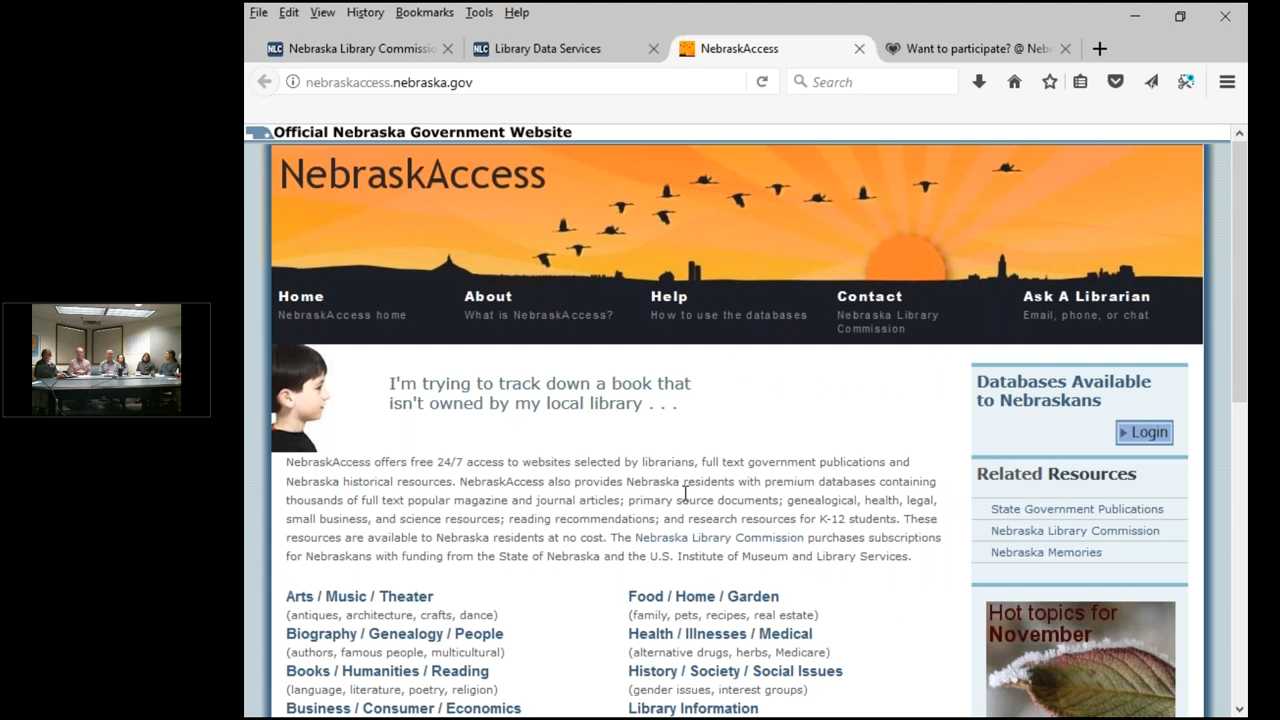 File Edit View History Bookmarks Tools Help
NLC Nebraska Library Commissio
NLC Library Data Services
NebraskAccess
Want to participate? @ Neb
nebraskaccess.nebraska.gov
Search
Official Nebraska Government Website
NebraskAccess
Home About Help Contact Ask A Librarian
NebraskAccess home What is NebraskAccess? How to use the databases Nebraska Library Email, phone, or chat
Commission
I'm trying to track down a book that
isn't owned by my local library . . .
Databases Available
to Nebraskans
Login
NebraskAccess offers free 24/7 access to websites selected by librarians, full text government publications and
Nebraska historical resources. NebraskAccess also provides Nebraska residents with premium databases containing
thousands of full text popular magazine and journal articles; primary source documents; genealogical, health, legal,
small business, and science resources; reading recommendations; and research resources for K-12 students. These
resources are available to Nebraska residents at no cost. The Nebraska Library Commission purchases subscriptions
for Nebraskans with funding from the State of Nebraska and the U.S. Institute of Museum and Library Services.
Related Resources
State Government Publications
Nebraska Library Commission
Nebraska Memories
Arts / Music / Theater
(antiques, architecture, crafts, dance)
Biography / Genealogy / People
(authors, famous people, multicultural)
Books / Humanities / Reading
(language, literature, poetry, religion)
Business / Consumer / Economics
Food / Home / Garden
(family, pets, recipes, real estate)
Health / Illnesses / Medical
(alternative drugs, herbs, Medicare)
History / Society / Social Issues
(gender issues, interest groups)
Library Information
Hot topics for
November